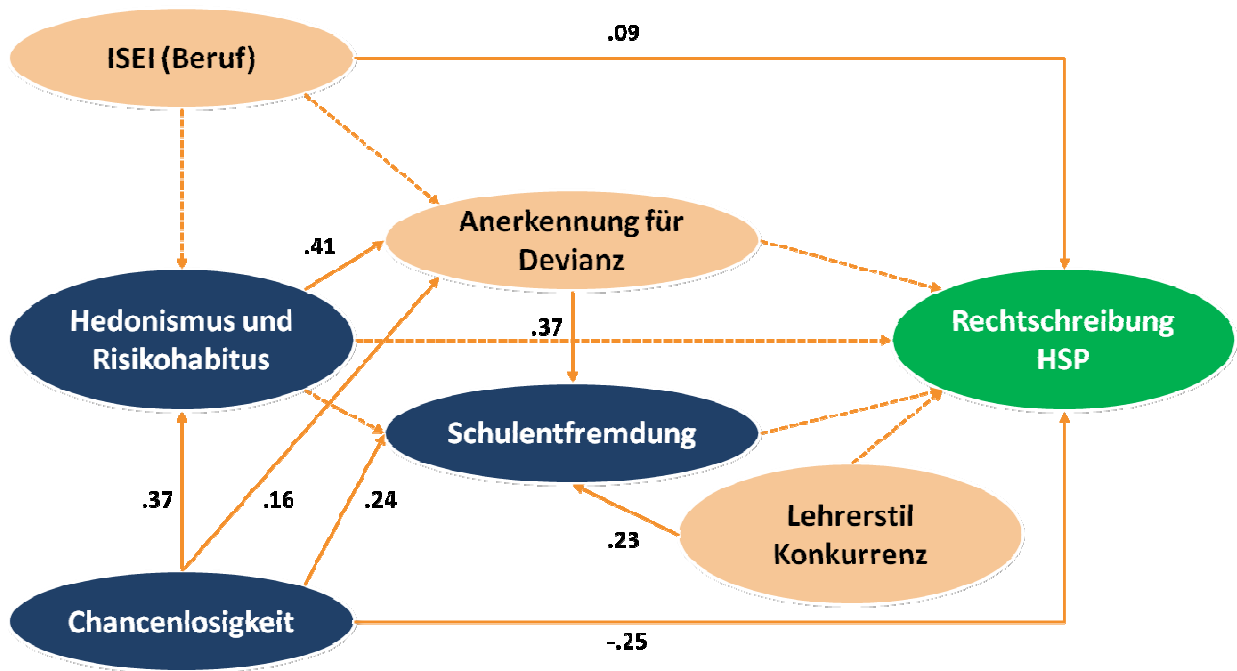 .09
ISEI (Beruf)
Anerkennung für
Devianz
.41
Hedonismus und
Risikohabitus
.37
Rechtschreibung
HSP
Schulentfremdung
.37
.16
.24
.23
Lehrerstil
Konkurrenz
Chancenlosigkeit
-.25